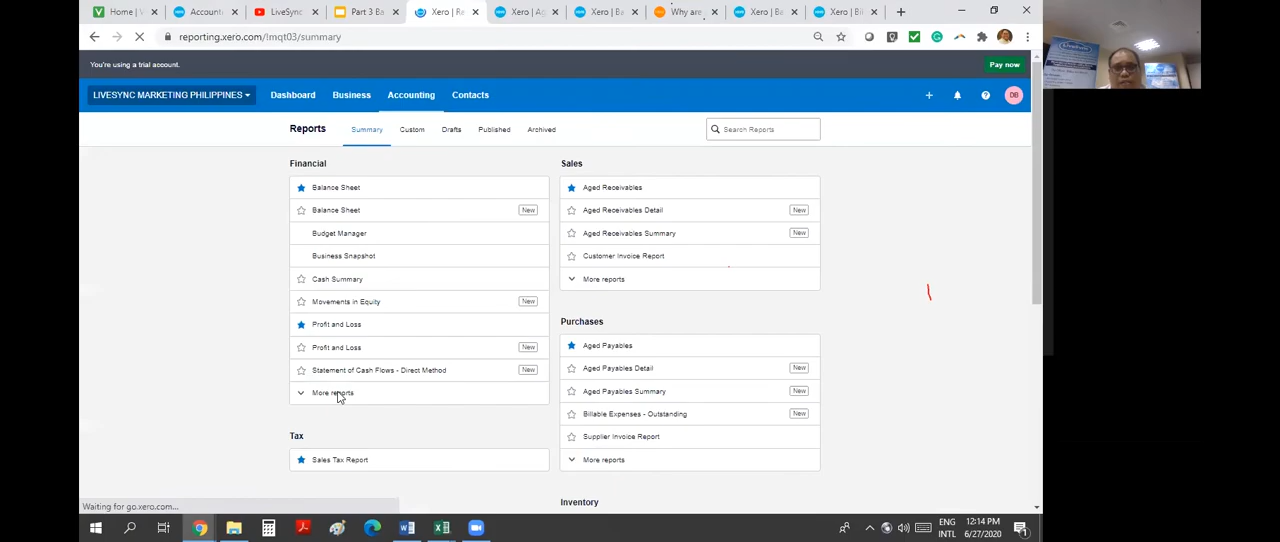 Home |
Account
LiveSync
Part 3 Ba
Xero | Re
Xero | Ag
Xero | Ba
Why are
Xero | Ba
Xero | Bil
reporting.xero.com/!mqt03/summary
You're using a trial account.
Pay now
LIVESYNC MARKETING PHILIPPINES
Dashboard
Business
Accounting
Contacts
DB
Reports
Summary
Custom
Drafts
Published
Archived
Search Reports
Financial
Balance Sheet
Balance Sheet New
Budget Manager
Business Snapshot
Cash Summary
Movements in Equity New
Profit and Loss
Profit and Loss New
Statement of Cash Flows - Direct Method New
More reports
Tax
Sales Tax Report
Sales
Aged Receivables
Aged Receivables Detail New
Aged Receivables Summary New
Customer Invoice Report
More reports
Purchases
Aged Payables
Aged Payables Detail New
Aged Payables Summary New
Billable Expenses - Outstanding New
Supplier Invoice Report
More reports
Inventory
Waiting for go.xero.com...
ENG
INTL
12:14 PM
6/27/2020